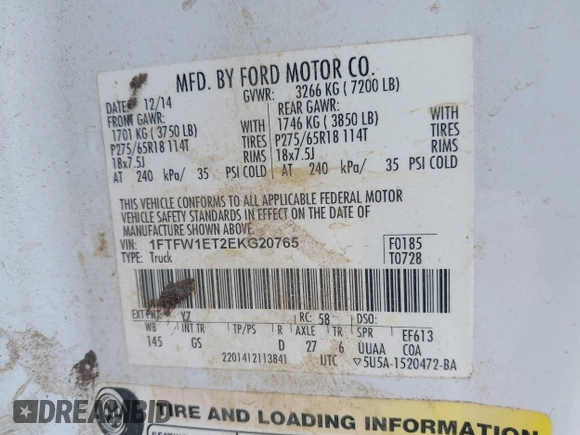 MFD. BY FORD MOTOR CO.
DATE: 12/14 GVWR: 3266 KG ( 7200 LB)
FRONT GAWR: REAR GAWR:
1701 KG ( 3750 LB) WITH 1746 KG ( 3850 LB) WITH
P275/65R18 114T TIRES P275/65R18 114T TIRES
18x7.5J RIMS 18x7.5J RIMS
AT 240 kPa/ 35 PSI COLD AT 240 kPa/ 35 PSI COLD
THIS VEHICLE CONFORMS TO ALL APPLICABLE FEDERAL MOTOR
VEHICLE SAFETY STANDARDS IN EFFECT ON THE DATE OF
MANUFACTURE SHOWN ABOVE.
VIN: 1FTFW1ET2EKG20765 F0185
TYPE: Truck T0728
EXT PNT: YZ RC: 58 DSO:
WB INT TR TP/PS R AXLE TR SPR EF613
145 GS D 27 6 UUAA COA
2201412113841 UTC ▽5U5A-1520472-BA
TIRE AND LOADING INFORMATION
DREAMBID